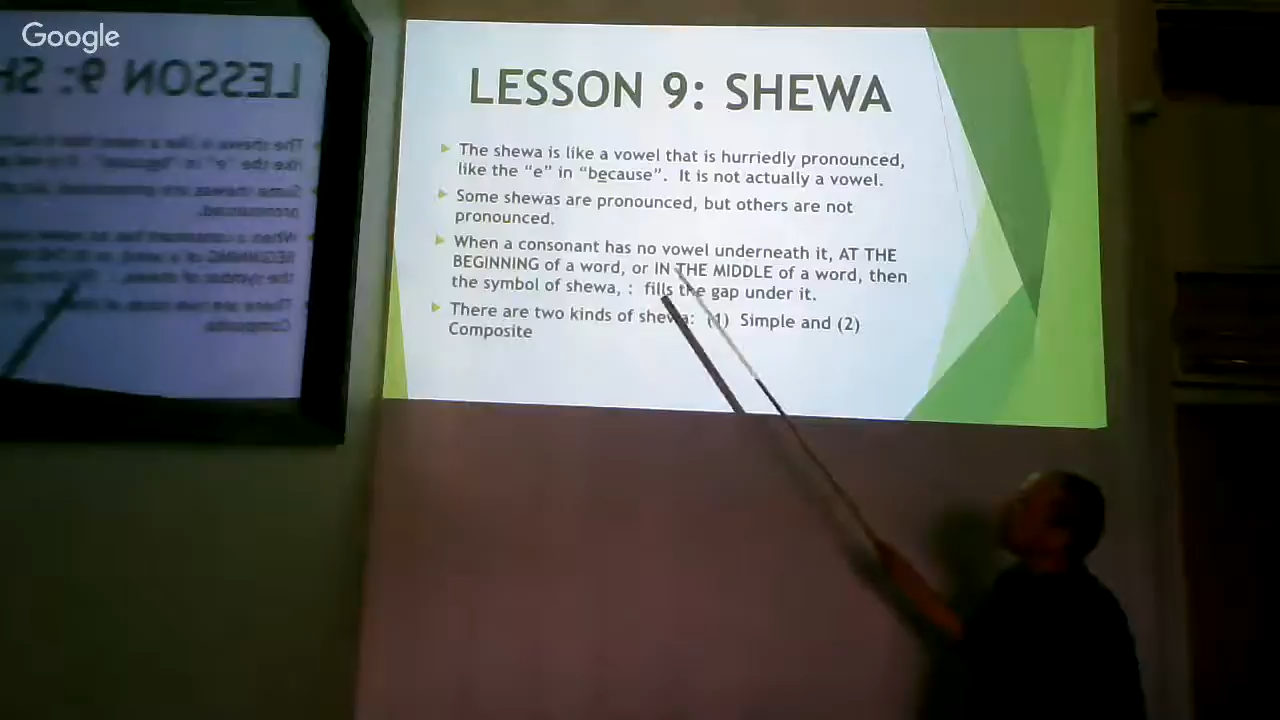 Google
LESSON 9: SHEWA
The shewa is like a vowel that is hurriedly pronounced,
like the “e” in “because”. It is not actually a vowel.
Some shewas are pronounced, but others are not
pronounced.
When a consonant has no vowel underneath it, AT THE
BEGINNING of a word, or IN THE MIDDLE of a word, then
the symbol of shewa, : fills the gap under it.
There are two kinds of shewa: (1) Simple and (2)
Composite
LESSON 9: SH